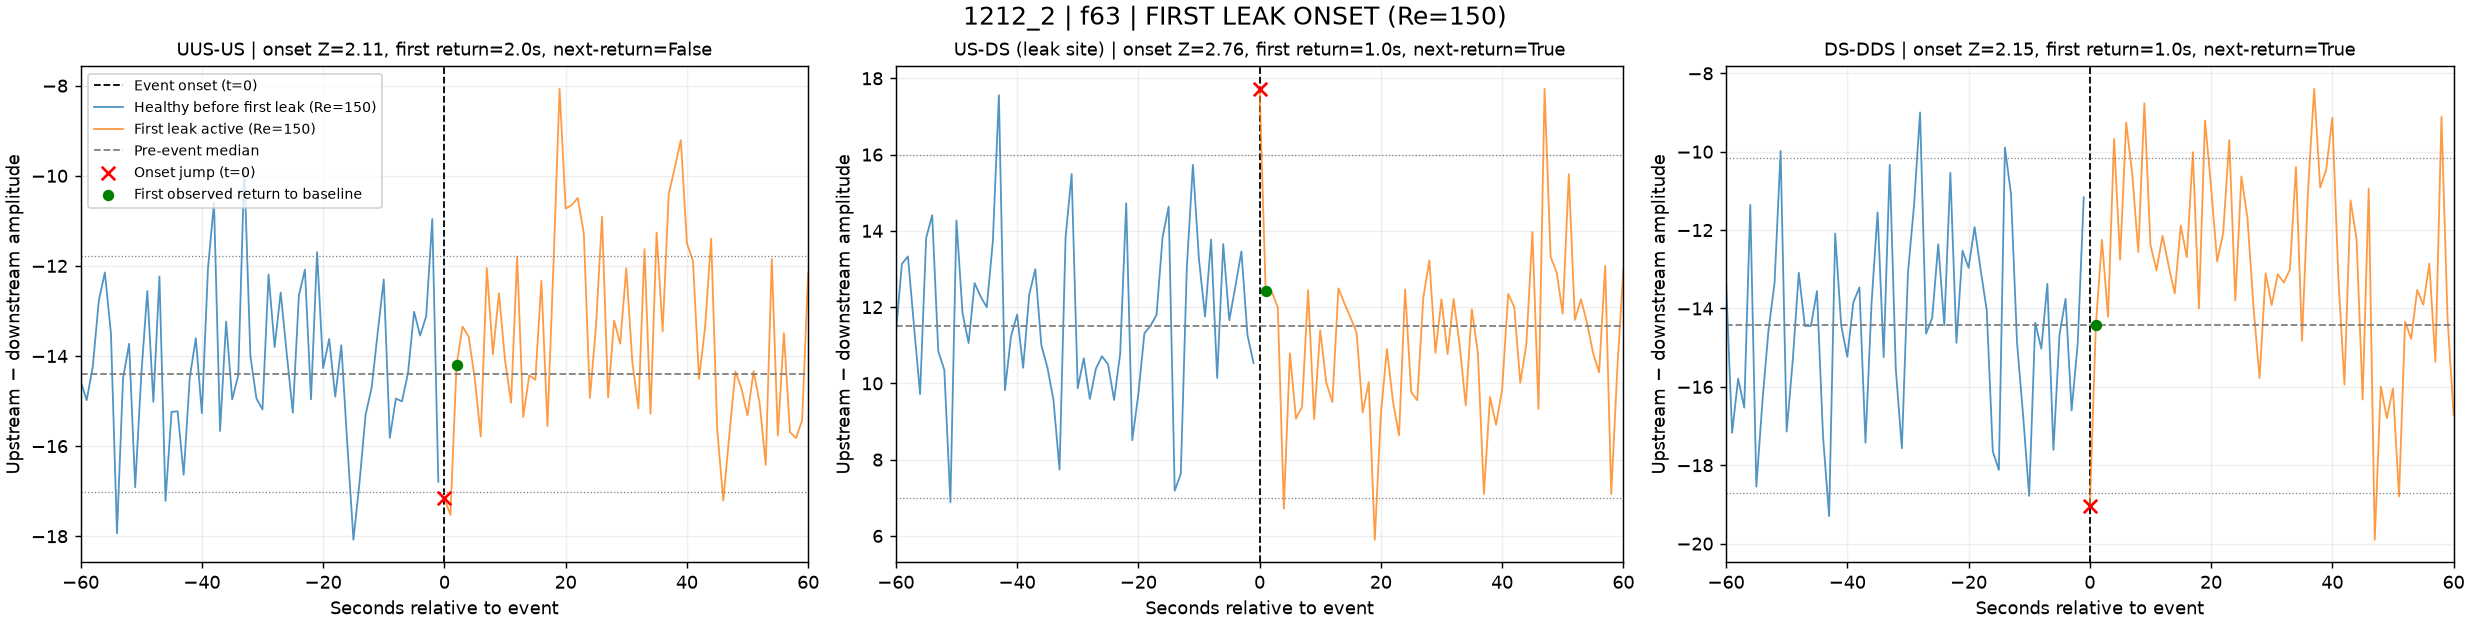 1212_2 | f63 | FIRST LEAK ONSET (Re=150)
UUS-US | onset Z=2.11, first return=2.0s, next-return=False
Upstream − downstream amplitude
−8
−10
−12
−14
−16
−18
Event onset (t=0)
Healthy before first leak (Re=150)
First leak active (Re=150)
Pre-event median
Onset jump (t=0)
First observed return to baseline
−60
−40
−20
0
20
40
60
Seconds relative to event
US-DS (leak site) | onset Z=2.76, first return=1.0s, next-return=True
Upstream − downstream amplitude
18
16
14
12
10
8
6
−60
−40
−20
0
20
40
60
Seconds relative to event
DS-DDS | onset Z=2.15, first return=1.0s, next-return=True
Upstream − downstream amplitude
−8
−10
−12
−14
−16
−18
−20
−60
−40
−20
0
20
40
60
Seconds relative to event